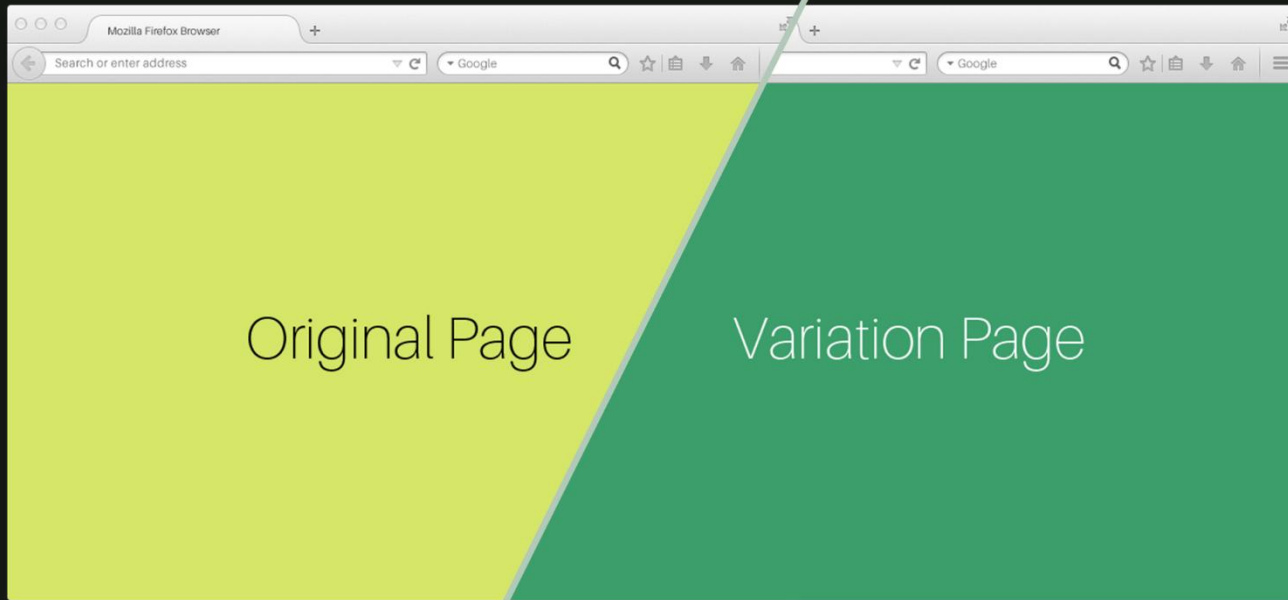 Mozilla Firefox Browser
Search or enter address
Google
Google
Original Page
Variation Page